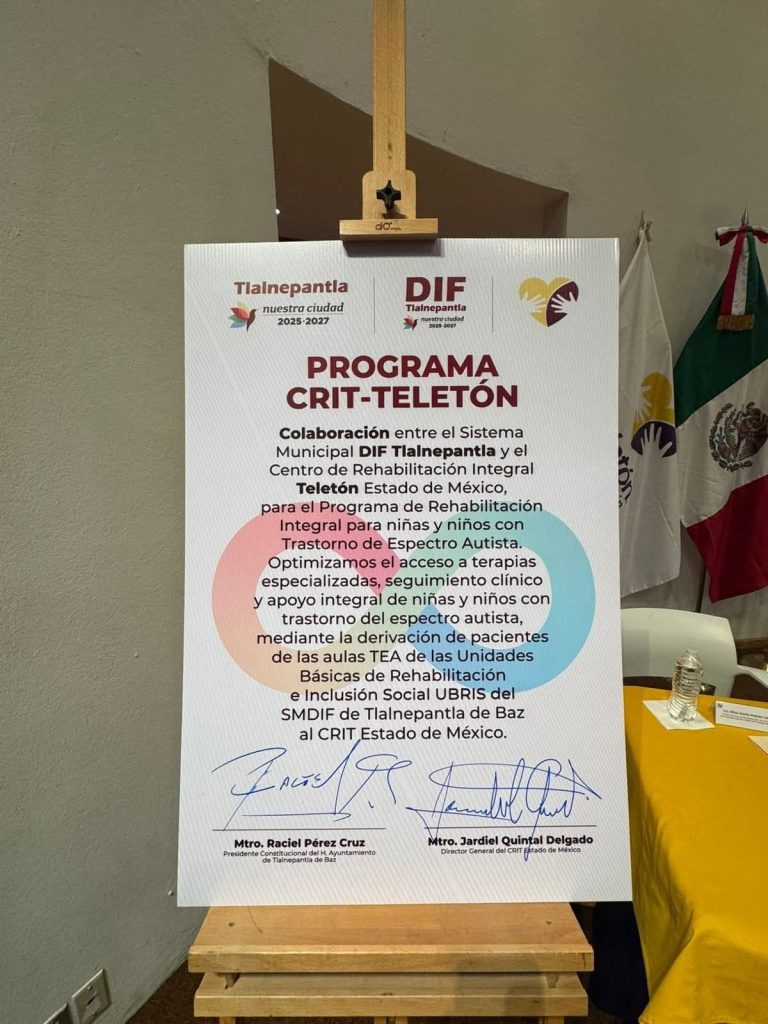 Tlalnepantla
nuestra ciudad
2025-2027
DIF
Tlalnepantla
nuestra ciudad
2025-2027
PROGRAMA
CRIT-TELETÓN
Colaboración entre el Sistema
Municipal DIF Tlalnepantla y el
Centro de Rehabilitación Integral
Teletón Estado de México,
para el Programa de Rehabilitación
Integral para niñas y niños con
Trastorno de Espectro Autista.
Optimizamos el acceso a terapias
especializadas, seguimiento clínico
y apoyo integral de niñas y niños con
trastorno del espectro autista,
mediante la derivación de pacientes
de las aulas TEA de las Unidades
Básicas de Rehabilitación
e Inclusión Social UBRIS del
SMDIF de Tlalnepantla de Baz
al CRIT Estado de México.
Mtro. Raciel Pérez Cruz
Presidente Constitucional del H. Ayuntamiento
de Tlalnepantla de Baz
Mtro. Jardiel Quintal Delgado
Director General del CRIT Estado de México